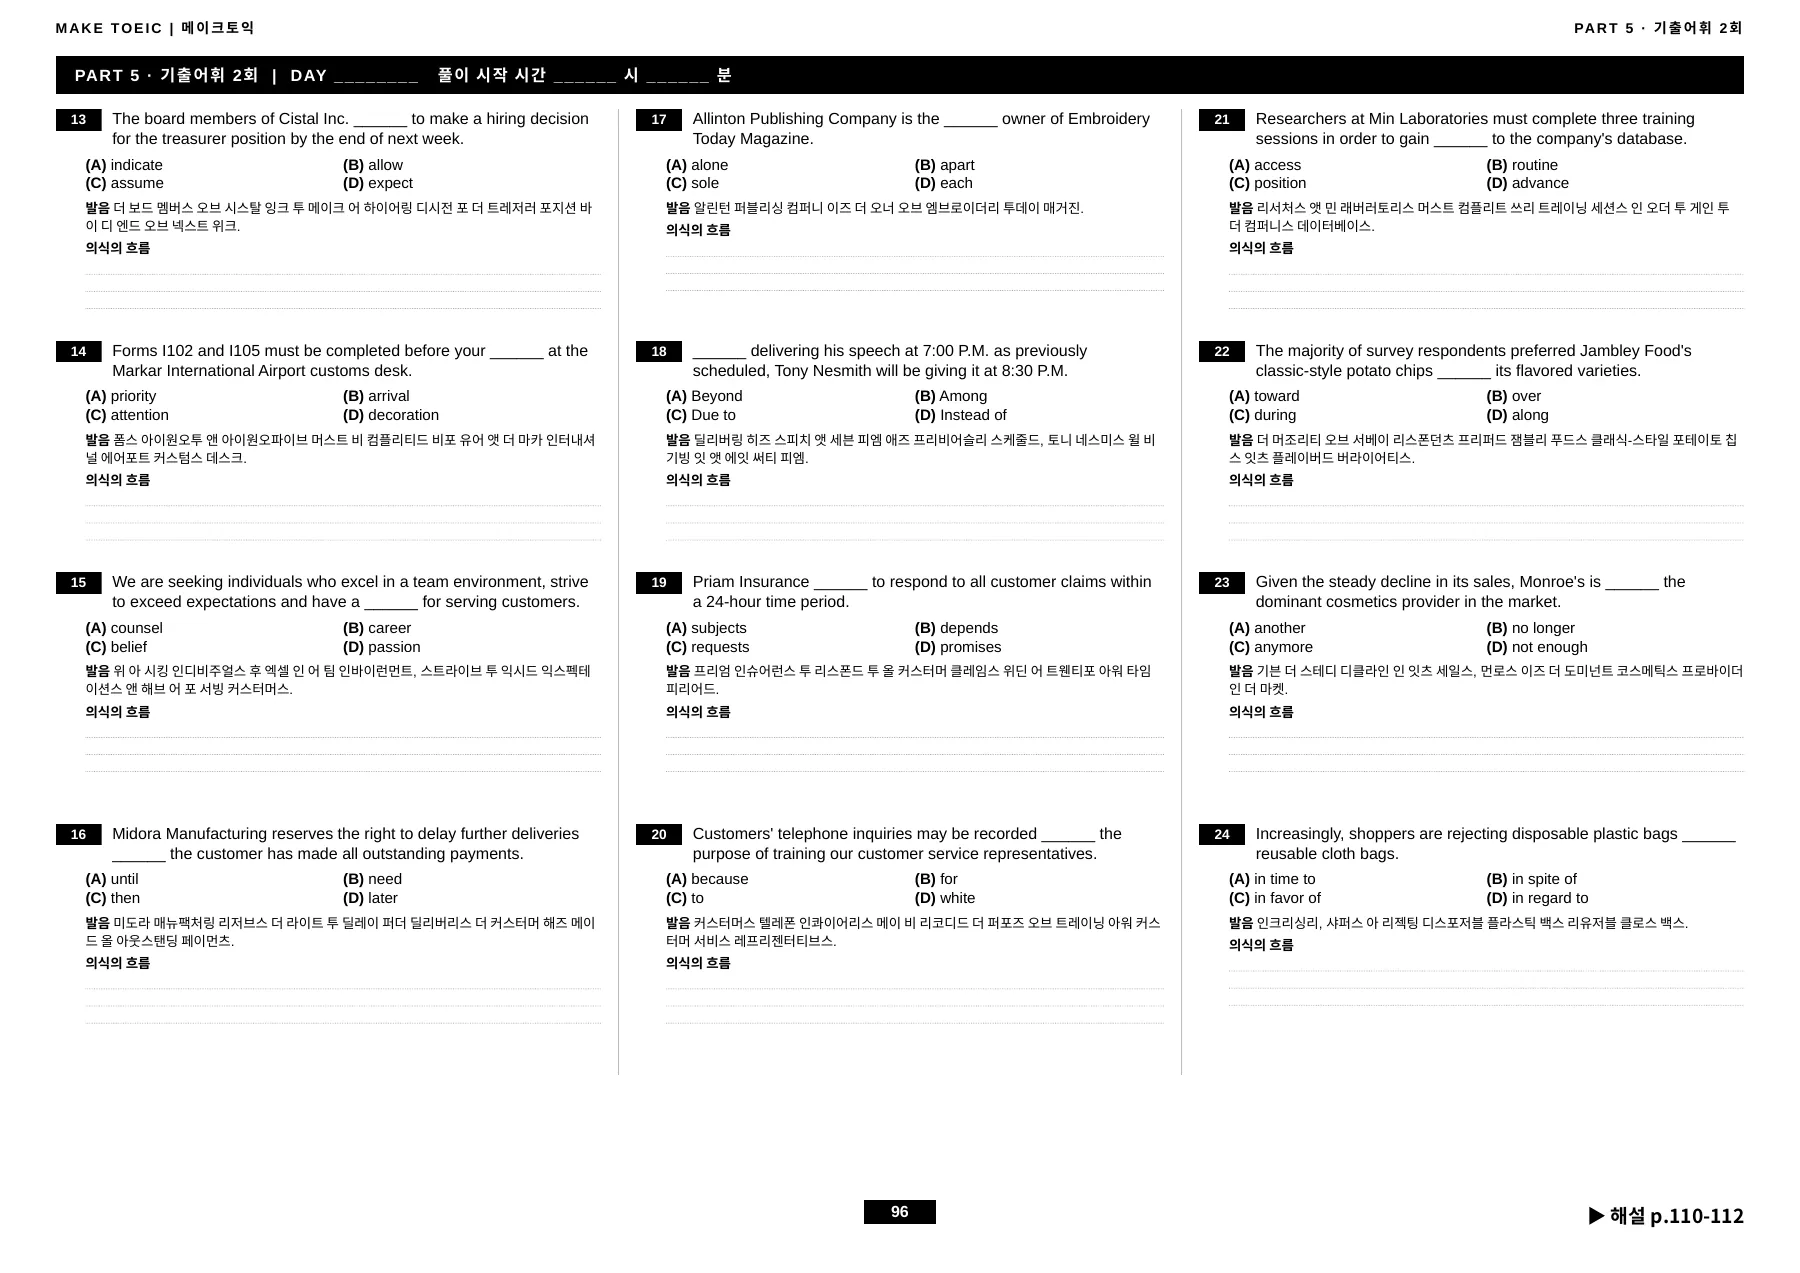 MAKE TOEIC | 메이크토익
PART 5 · 기출어휘 2회
PART 5 · 기출어휘 2회 | DAY ________ 풀이 시작 시간 ______ 시 ______ 분
13 The board members of Cistal Inc. ______ to make a hiring decision
for the treasurer position by the end of next week.
(A) indicate (B) allow
(C) assume (D) expect
발음 더 보드 멤버스 오브 시스탈 잉크 투 메이크 어 하이어링 디시전 포 더 트레저러 포지션 바
이 디 엔드 오브 넥스트 위크.
의식의 흐름
14 Forms I102 and I105 must be completed before your ______ at the
Markar International Airport customs desk.
(A) priority (B) arrival
(C) attention (D) decoration
발음 폼스 아이원오투 앤 아이원오파이브 머스트 비 컴플리티드 비포 유어 앳 더 마카 인터내셔
널 에어포트 커스텀스 데스크.
의식의 흐름
15 We are seeking individuals who excel in a team environment, strive
to exceed expectations and have a ______ for serving customers.
(A) counsel (B) career
(C) belief (D) passion
발음 위 아 시킹 인디비주얼스 후 엑셀 인 어 팀 인바이런먼트, 스트라이브 투 익시드 익스펙테
이션스 앤 해브 어 포 서빙 커스터머스.
의식의 흐름
16 Midora Manufacturing reserves the right to delay further deliveries
______ the customer has made all outstanding payments.
(A) until (B) need
(C) then (D) later
발음 미도라 매뉴팩처링 리저브스 더 라이트 투 딜레이 퍼더 딜리버리스 더 커스터머 해즈 메이
드 올 아웃스탠딩 페이먼츠.
의식의 흐름
17 Allinton Publishing Company is the ______ owner of Embroidery
Today Magazine.
(A) alone (B) apart
(C) sole (D) each
발음 알린턴 퍼블리싱 컴퍼니 이즈 더 오너 오브 엠브로이더리 투데이 매거진.
의식의 흐름
18 ______ delivering his speech at 7:00 P.M. as previously
scheduled, Tony Nesmith will be giving it at 8:30 P.M.
(A) Beyond (B) Among
(C) Due to (D) Instead of
발음 딜리버링 히즈 스피치 앳 세븐 피엠 애즈 프리비어슬리 스케줄드, 토니 네스미스 윌 비
기빙 잇 앳 에잇 써티 피엠.
의식의 흐름
19 Priam Insurance ______ to respond to all customer claims within
a 24-hour time period.
(A) subjects (B) depends
(C) requests (D) promises
발음 프리엄 인슈어런스 투 리스폰드 투 올 커스터머 클레임스 위딘 어 트웬티포 아워 타임
피리어드.
의식의 흐름
20 Customers' telephone inquiries may be recorded ______ the
purpose of training our customer service representatives.
(A) because (B) for
(C) to (D) white
발음 커스터머스 텔레폰 인콰이어리스 메이 비 리코디드 더 퍼포즈 오브 트레이닝 아워 커스
터머 서비스 레프리젠터티브스.
의식의 흐름
21 Researchers at Min Laboratories must complete three training
sessions in order to gain ______ to the company's database.
(A) access (B) routine
(C) position (D) advance
발음 리서처스 앳 민 래버러토리스 머스트 컴플리트 쓰리 트레이닝 세션스 인 오더 투 게인 투
더 컴퍼니스 데이터베이스.
의식의 흐름
22 The majority of survey respondents preferred Jambley Food's
classic-style potato chips ______ its flavored varieties.
(A) toward (B) over
(C) during (D) along
발음 더 머조리티 오브 서베이 리스폰던츠 프리퍼드 잼블리 푸드스 클래식-스타일 포테이토 칩
스 잇츠 플레이버드 버라이어티스.
의식의 흐름
23 Given the steady decline in its sales, Monroe's is ______ the
dominant cosmetics provider in the market.
(A) another (B) no longer
(C) anymore (D) not enough
발음 기븐 더 스테디 디클라인 인 잇츠 세일스, 먼로스 이즈 더 도미넌트 코스메틱스 프로바이더
인 더 마켓.
의식의 흐름
24 Increasingly, shoppers are rejecting disposable plastic bags ______
reusable cloth bags.
(A) in time to (B) in spite of
(C) in favor of (D) in regard to
발음 인크리싱리, 샤퍼스 아 리젝팅 디스포저블 플라스틱 백스 리유저블 클로스 백스.
의식의 흐름
96
▶ 해설 p.110-112